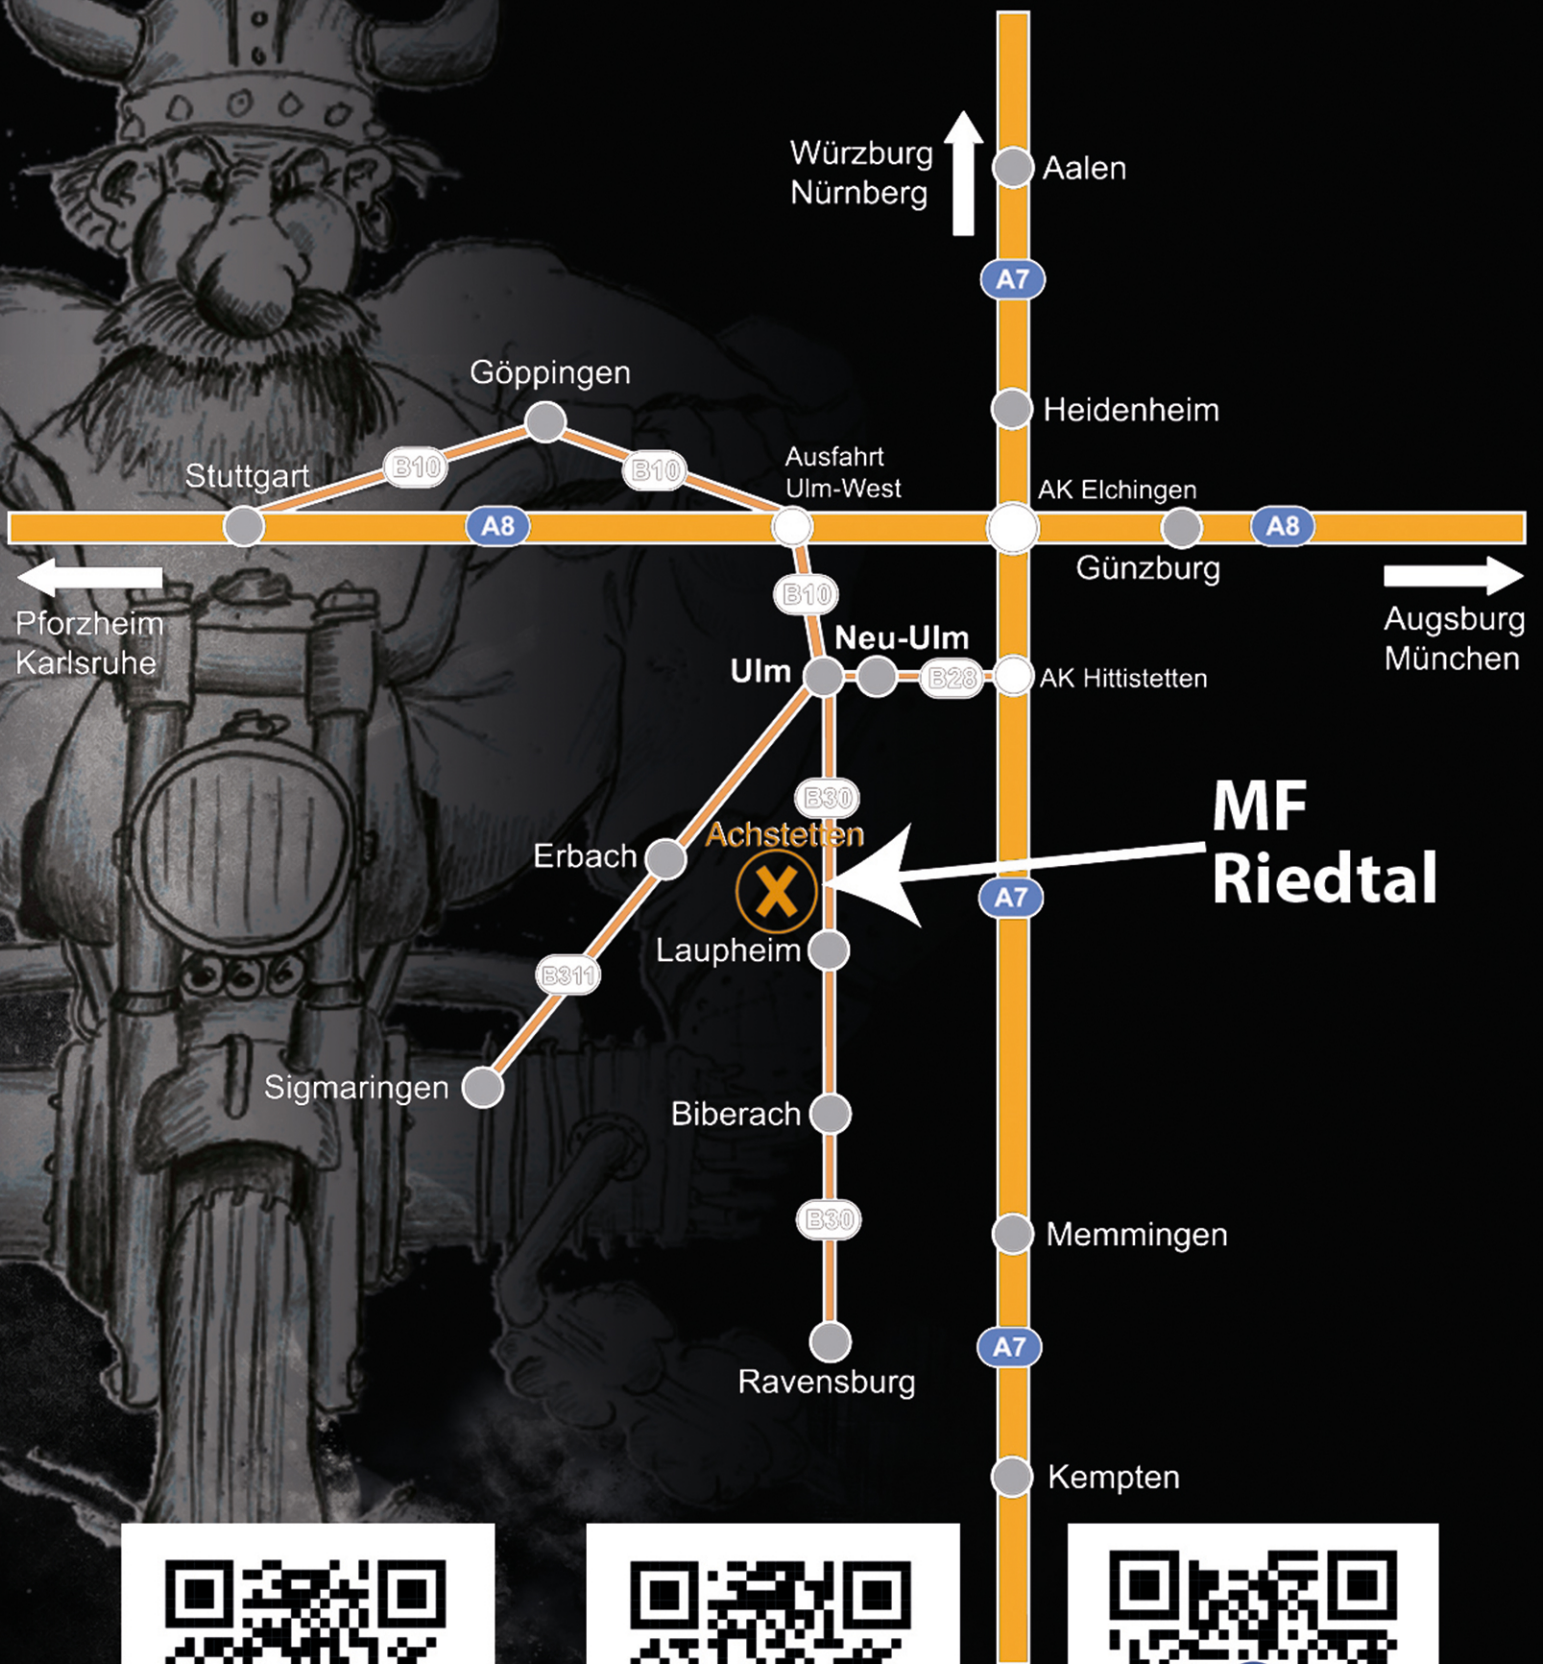 Würzburg
Nürnberg
Aalen
A7
Göppingen
Heidenheim
Stuttgart
B10
B10
Ausfahrt
Ulm-West
AK Elchingen
A8
A8
Günzburg
Pforzheim
Karlsruhe
B10
Augsburg
München
Neu-Ulm
Ulm
B28
AK Hittistetten
B30
MF
Riedtal
Achstetten
Erbach
X
A7
Laupheim
B311
Sigmaringen
Biberach
B30
Memmingen
A7
Ravensburg
Kempten